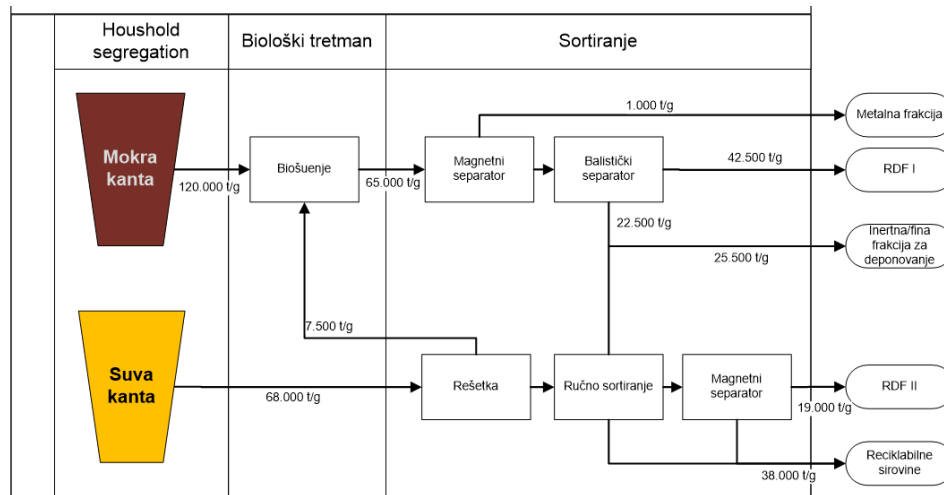 Houshold
segregation
Biološki tretman
Sortiranje
1.000 t/g
Metalna frakcija
Mokra
kanta
120.000 t/g
Biošuenje
65.000 t/g
Magnetni
separator
Balistički
separator
42.500 t/g
RDF I
22.500 t/g
Inertna/fina
frakcija za
deponovanje
25.500 t/g
7.500 t/g
Suva
kanta
68.000 t/g
Rešetka
Ručno sortiranje
Magnetni
separator
19.000 t/g
RDF II
38.000 t/g
Reciklabilne
sirovine